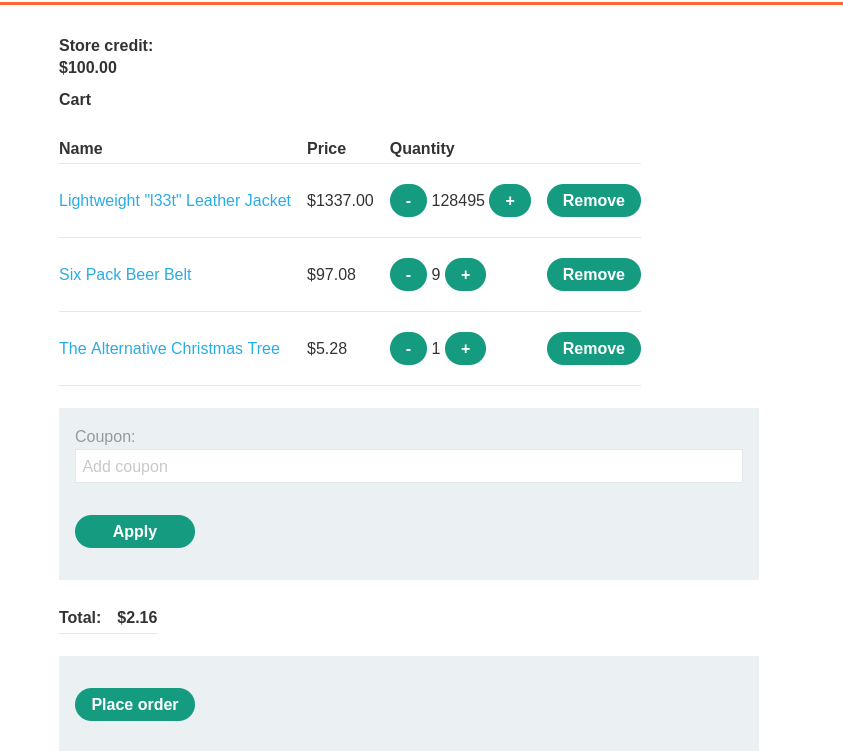 Store credit:
$100.00
Cart
Name Price Quantity
Lightweight "l33t" Leather Jacket $1337.00 - 128495 + Remove
Six Pack Beer Belt $97.08 - 9 + Remove
The Alternative Christmas Tree $5.28 - 1 + Remove
Coupon:
Add coupon
Apply
Total: $2.16
Place order